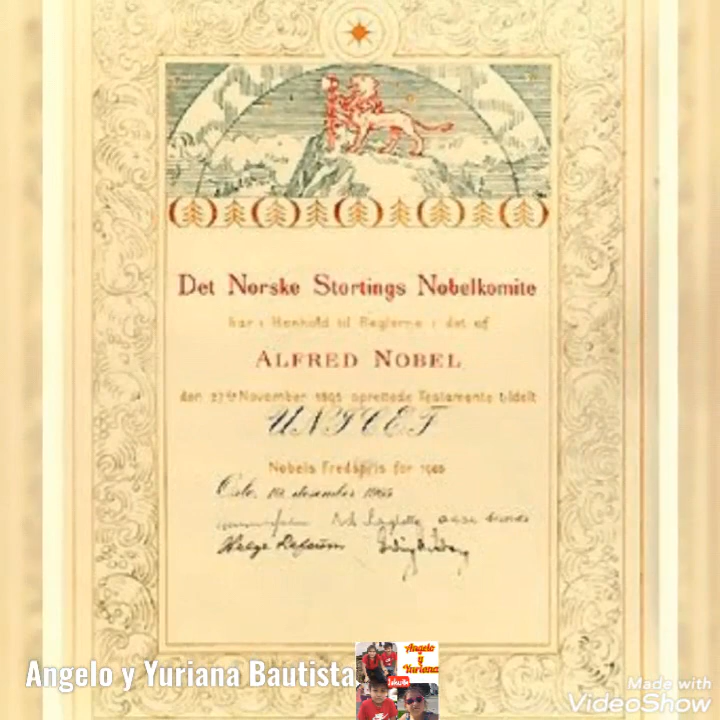 Det Norske Stortings Nobelkomite
har i Henhold til Reglerne i det af
ALFRED NOBEL
den 27de November 1895 oprettede Testamente tildelt
UNICEF
Nobels Fredspris for 1965
Oslo, 10. desember 1965
Angelo y Yuriana Bautista
Angelo
y
Yuriana
Made with
VideoShow